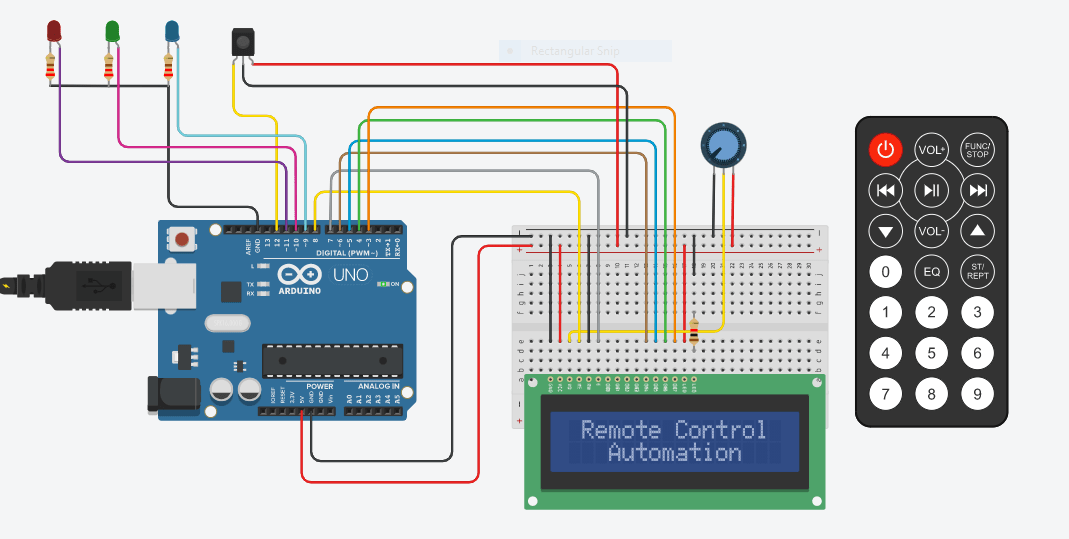 Rectangular Snip
VOL+
FUNC/
STOP
VOL-
0
EQ
ST/
REPT
1
2
3
4
5
6
7
8
9
AREF
GND
13
12
~11
~10
~9
8
7
~6
~5
4
~3
2
TX→1
RX←0
DIGITAL (PWM~)
L
TX
RX
UNO
ARDUINO
ON
POWER
ANALOG IN
IOREF
RESET
3.3V
5V
GND
GND
Vin
A0
A1
A2
A3
A4
A5
Remote Control
Automation